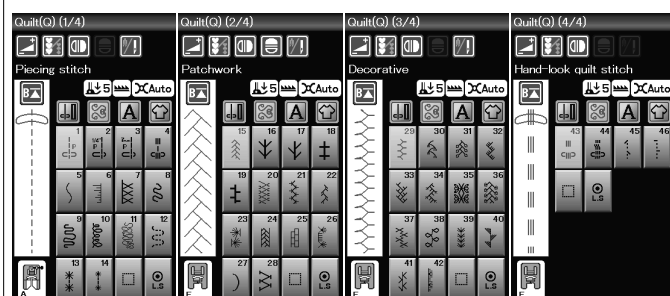 Quilt(Q) (1/4)
Piecing stitch
B
5
Auto
A
1
2
3
4
P
1/4"
P
7
P
5
6
7
8
9
10
11
12
13
14
L.S
A
Quilt(Q) (2/4)
Patchwork
B
5
Auto
A
15
16
17
18
19
20
21
22
23
24
25
26
27
28
L.S
F
Quilt(Q) (3/4)
Decorative
B
5
Auto
A
29
30
31
32
33
34
35
36
37
38
39
40
41
42
L.S
F
Quilt(Q) (4/4)
Hand-look quilt stitch
B
5
Auto
A
43
44
45
46
L.S
F